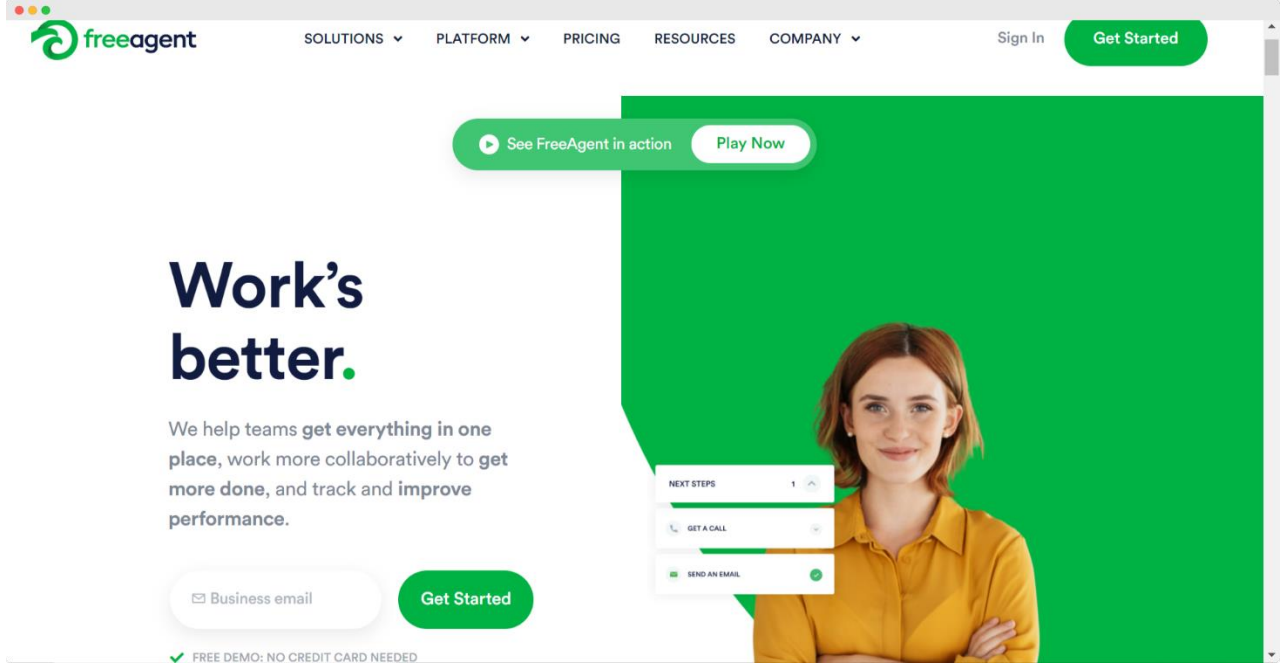 freeagent
SOLUTIONS
PLATFORM
PRICING
RESOURCES
COMPANY
Sign In
Get Started
See FreeAgent in action
Play Now
Work’s
better.
We help teams get everything in one
place, work more collaboratively to get
more done, and track and improve
performance.
Business email
Get Started
FREE DEMO: NO CREDIT CARD NEEDED
NEXT STEPS 1
GET A CALL
SEND AN EMAIL